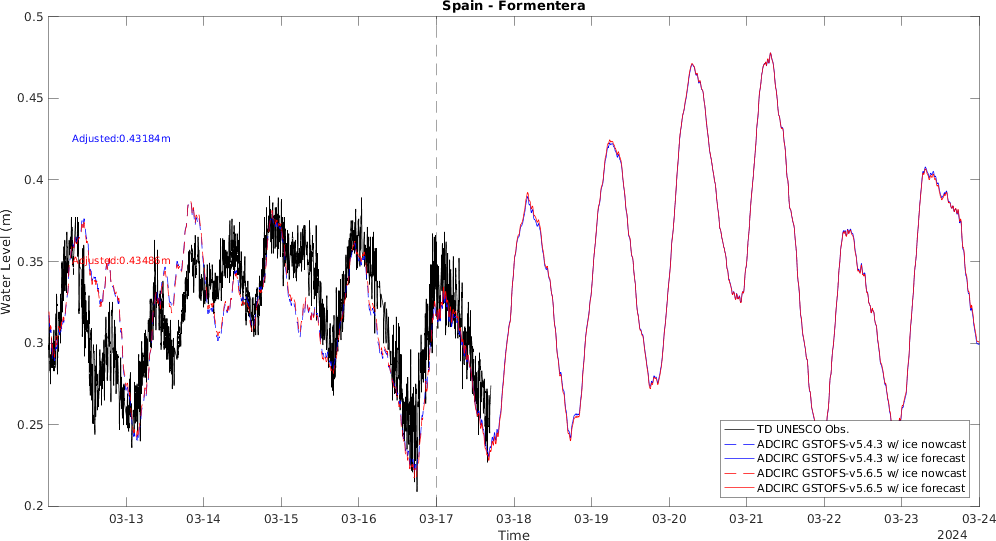 Spain - Formentera
0.5
0.45
0.4
0.35
0.3
0.25
0.2
Water Level (m)
Adjusted:0.43184m
Adjusted:0.43486m
TD UNESCO Obs.
ADCIRC GSTOFS-v5.4.3 w/ ice nowcast
ADCIRC GSTOFS-v5.4.3 w/ ice forecast
ADCIRC GSTOFS-v5.6.5 w/ ice nowcast
ADCIRC GSTOFS-v5.6.5 w/ ice forecast
03-13 03-14 03-15 03-16 03-17 03-18 03-19 03-20 03-21 03-22 03-23 03-24
Time
2024